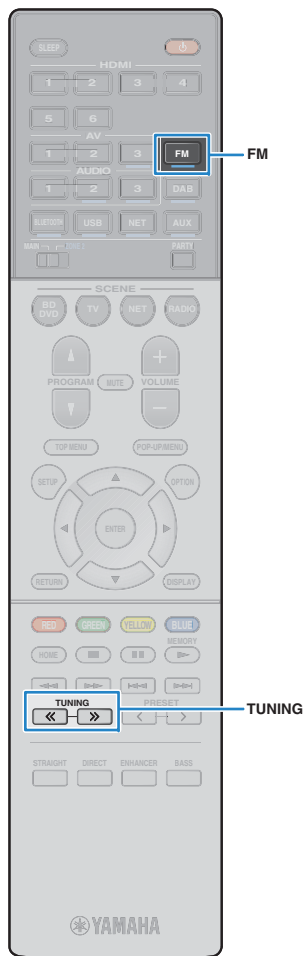 SLEEP
HDMI
1 2 3 4
5 6
AV
1 2 3 FM
FM
AUDIO
1 2 3 DAB
BLUETOOTH USB NET AUX
MAIN ZONE 2 PARTY
SCENE
BD DVD TV NET RADIO
PROGRAM MUTE VOLUME
TOP MENU POP-UP/MENU
SETUP OPTION
ENTER
RETURN DISPLAY
RED GREEN YELLOW BLUE
MEMORY
HOME
TUNING PRESET
TUNING
STRAIGHT DIRECT ENHANCER BASS
YAMAHA